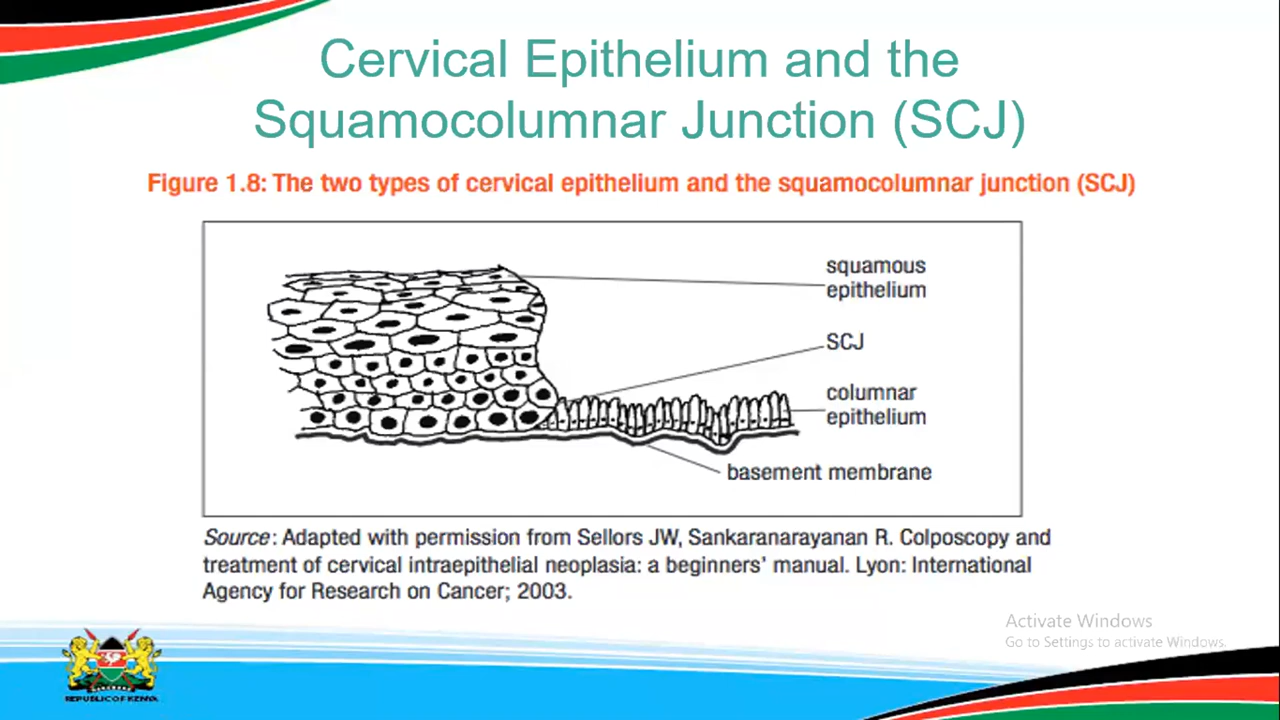 Cervical Epithelium and the
Squamocolumnar Junction (SCJ)
Figure 1.8: The two types of cervical epithelium and the squamocolumnar junction (SCJ)
squamous
epithelium
SCJ
columnar
epithelium
basement membrane
Source: Adapted with permission from Sellors JW, Sankaranarayanan R. Colposcopy and
treatment of cervical intraepithelial neoplasia: a beginners' manual. Lyon: International
Agency for Research on Cancer; 2003.
Activate Windows
Go to Settings to activate Windows.
REPUBLIC OF KENYA